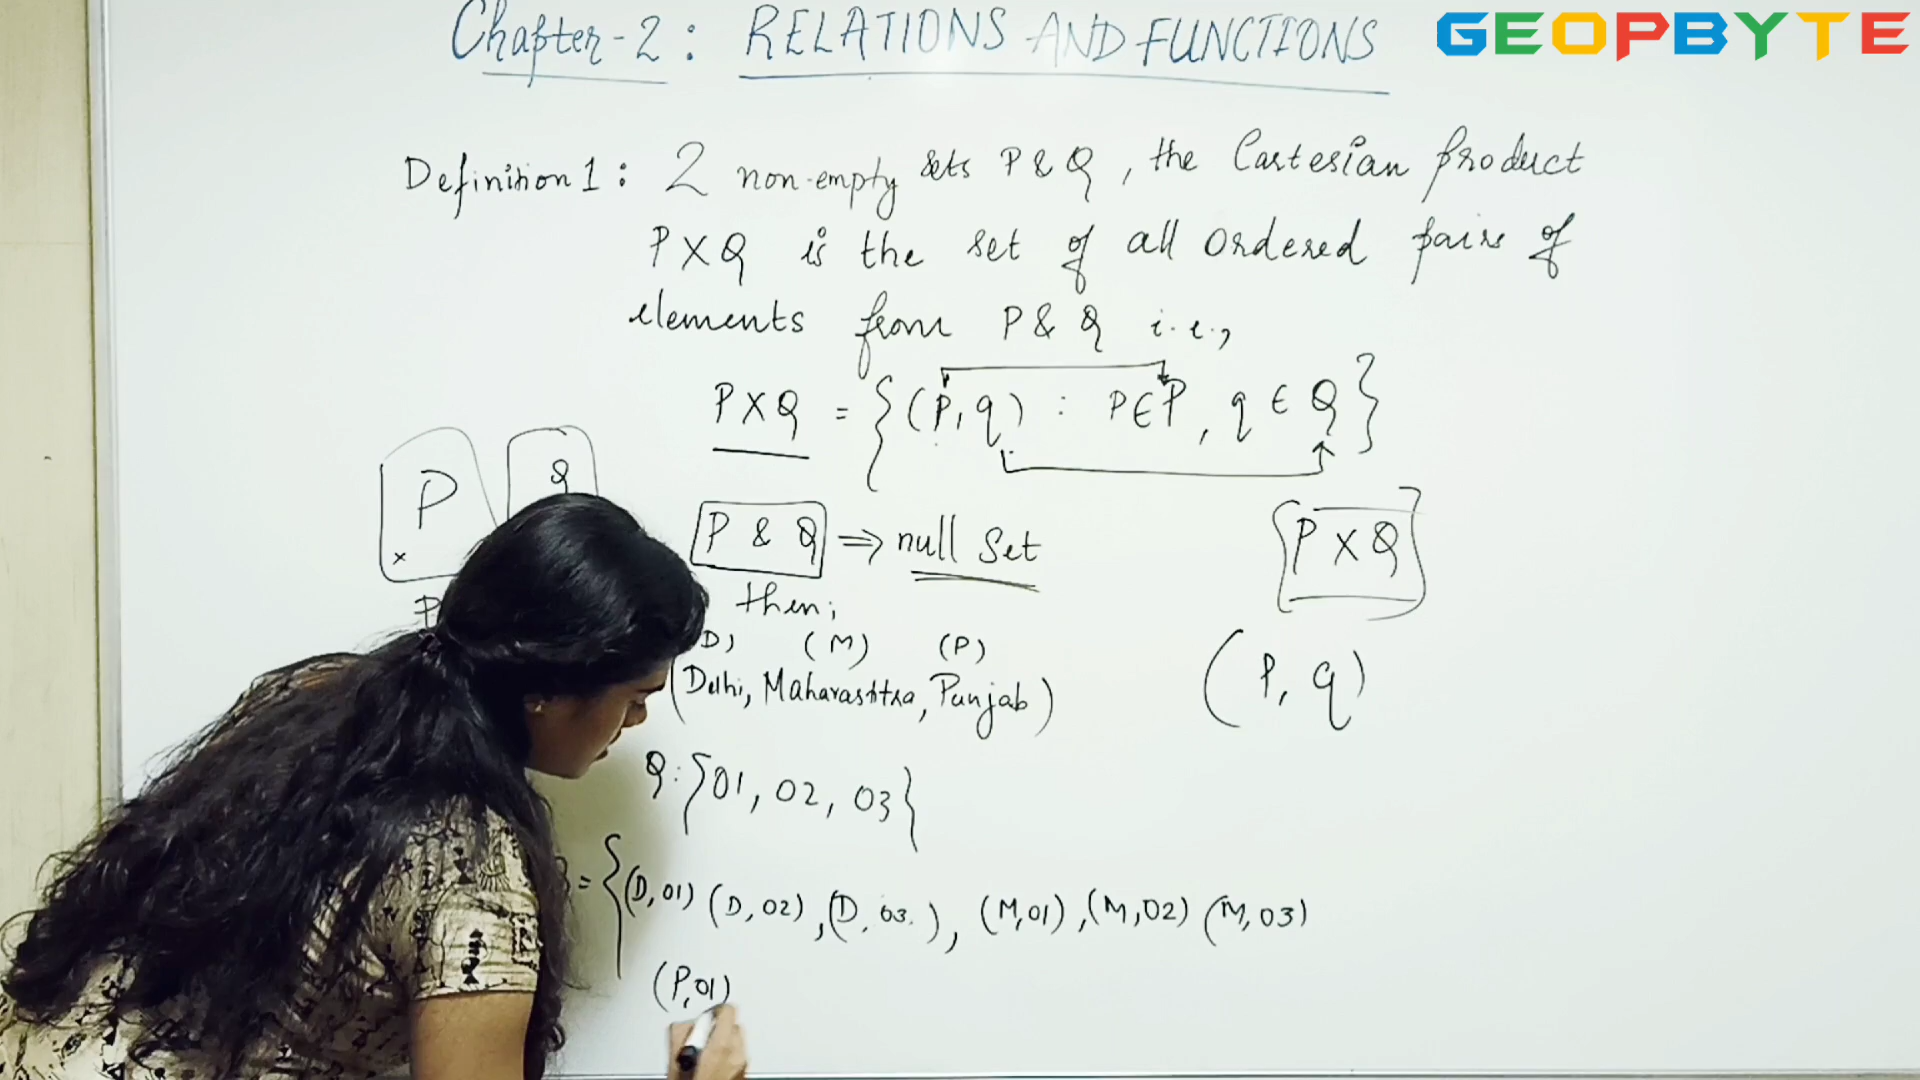 Chapter-2: RELATIONS AND FUNCTIONS
GEOPBYTE
Definition 1: 2 non-empty sets P & Q, the Cartesian product
P X Q is the set of all ordered pairs of
elements from P & Q i.e.,
P X Q = {(P, q) : P ∈ P, q ∈ Q}
P
Q
P & Q ⇒ null Set
P X Q
x
then;
P
D) (M) (P)
(Delhi, Maharashtra, Punjab)
(P, q)
Q: {01, 02, 03}
= {(D, 01) (D, 02), (D, 03.), (M, 01), (M, 02) (M, 03)
(P, 01)